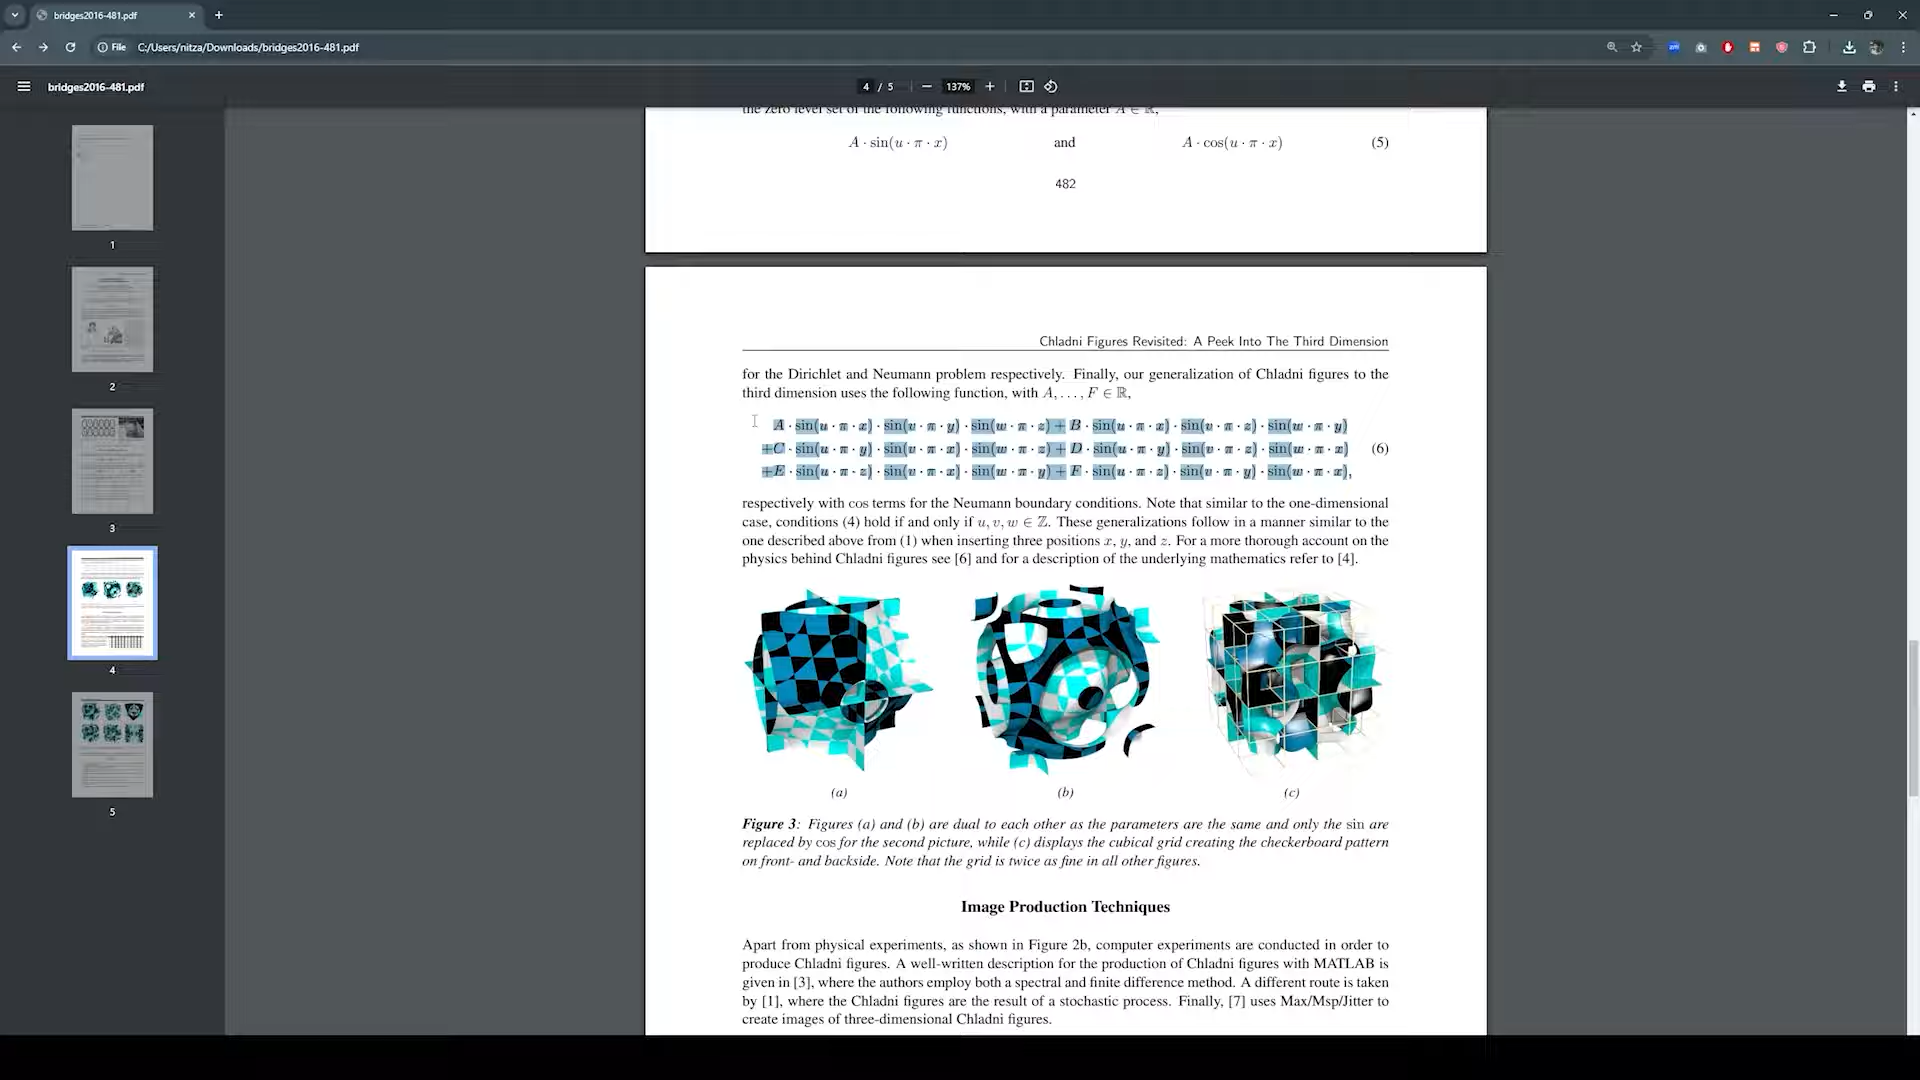 bridges2016-481.pdf
File C:/Users/nitza/Downloads/bridges2016-481.pdf
bridges2016-481.pdf
4 / 5 137%
1
2
3
4
5
the zero level set of the following functions, with a parameter A ∈ ℝ,
A · sin(u · π · x) and A · cos(u · π · x) (5)
482
Chladni Figures Revisited: A Peek Into The Third Dimension
for the Dirichlet and Neumann problem respectively. Finally, our generalization of Chladni figures to the
third dimension uses the following function, with A, . . . , F ∈ ℝ,
A · sin(u · π · x) · sin(v · π · y) · sin(w · π · z) + B · sin(u · π · x) · sin(v · π · z) · sin(w · π · y)
+C · sin(u · π · y) · sin(v · π · x) · sin(w · π · z) + D · sin(u · π · y) · sin(v · π · z) · sin(w · π · x) (6)
+E · sin(u · π · z) · sin(v · π · x) · sin(w · π · y) + F · sin(u · π · z) · sin(v · π · y) · sin(w · π · x),
respectively with cos terms for the Neumann boundary conditions. Note that similar to the one-dimensional
case, conditions (4) hold if and only if u, v, w ∈ ℤ. These generalizations follow in a manner similar to the
one described above from (1) when inserting three positions x, y, and z. For a more thorough account on the
physics behind Chladni figures see [6] and for a description of the underlying mathematics refer to [4].
(a) (b) (c)
Figure 3: Figures (a) and (b) are dual to each other as the parameters are the same and only the sin are
replaced by cos for the second picture, while (c) displays the cubical grid creating the checkerboard pattern
on front- and backside. Note that the grid is twice as fine in all other figures.
Image Production Techniques
Apart from physical experiments, as shown in Figure 2b, computer experiments are conducted in order to
produce Chladni figures. A well-written description for the production of Chladni figures with MATLAB is
given in [3], where the authors employ both a spectral and finite difference method. A different route is taken
by [1], where the Chladni figures are the result of a stochastic process. Finally, [7] uses Max/Msp/Jitter to
create images of three-dimensional Chladni figures.